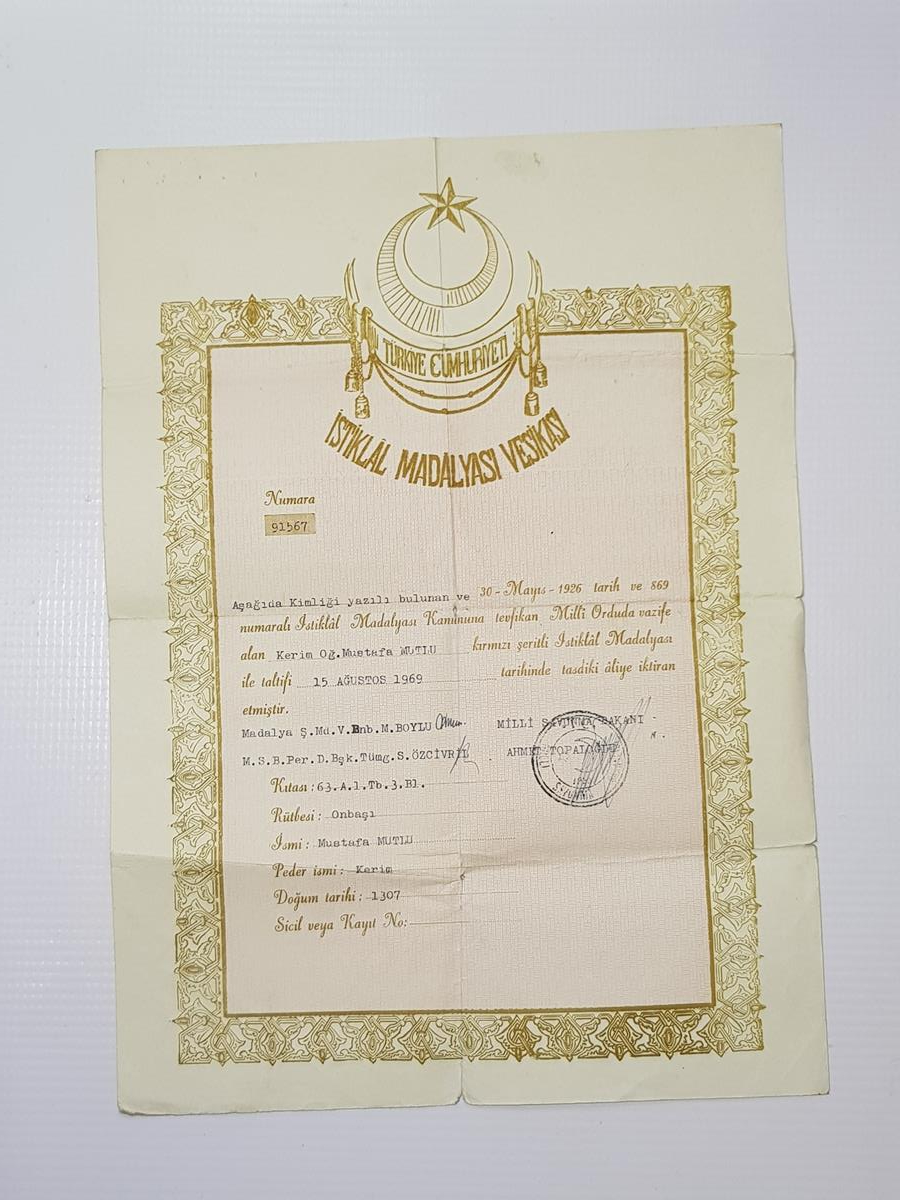 TÜRKİYE CÜMHURİYETİ
İSTİKLÂL MADALYASI VESİKASI
Numara
91567
Aşağıda Kimliği yazılı bulunan ve 30-Mayıs-1926 tarih ve 869
numaralı İstiklâl Madalyası Kanununa tevfikan Millî Orduda vazife
alan Kerim Oğ.Mustafa MUTLU kırmızı şeritli İstiklâl Madalyası
ile taltifi 15 AĞUSTOS 1969 tarihinde tasdiki âliye iktiran
etmiştir.
Madalya Ş.Md.V.Bnb.M.BOYLU MİLLİ SAVUNMA BAKANI
M.S.B.Per.D.Bşk.Tümg.S.ÖZCİVRİL AHMET TOPALOĞLU
Kıtası : 63.A.1.Tb.3.Bl.
Rütbesi : Onbaşı
İsmi : Mustafa MUTLU
Peder ismi : Kerim
Doğum tarihi : 1307
Sicil veya Kayıt No: